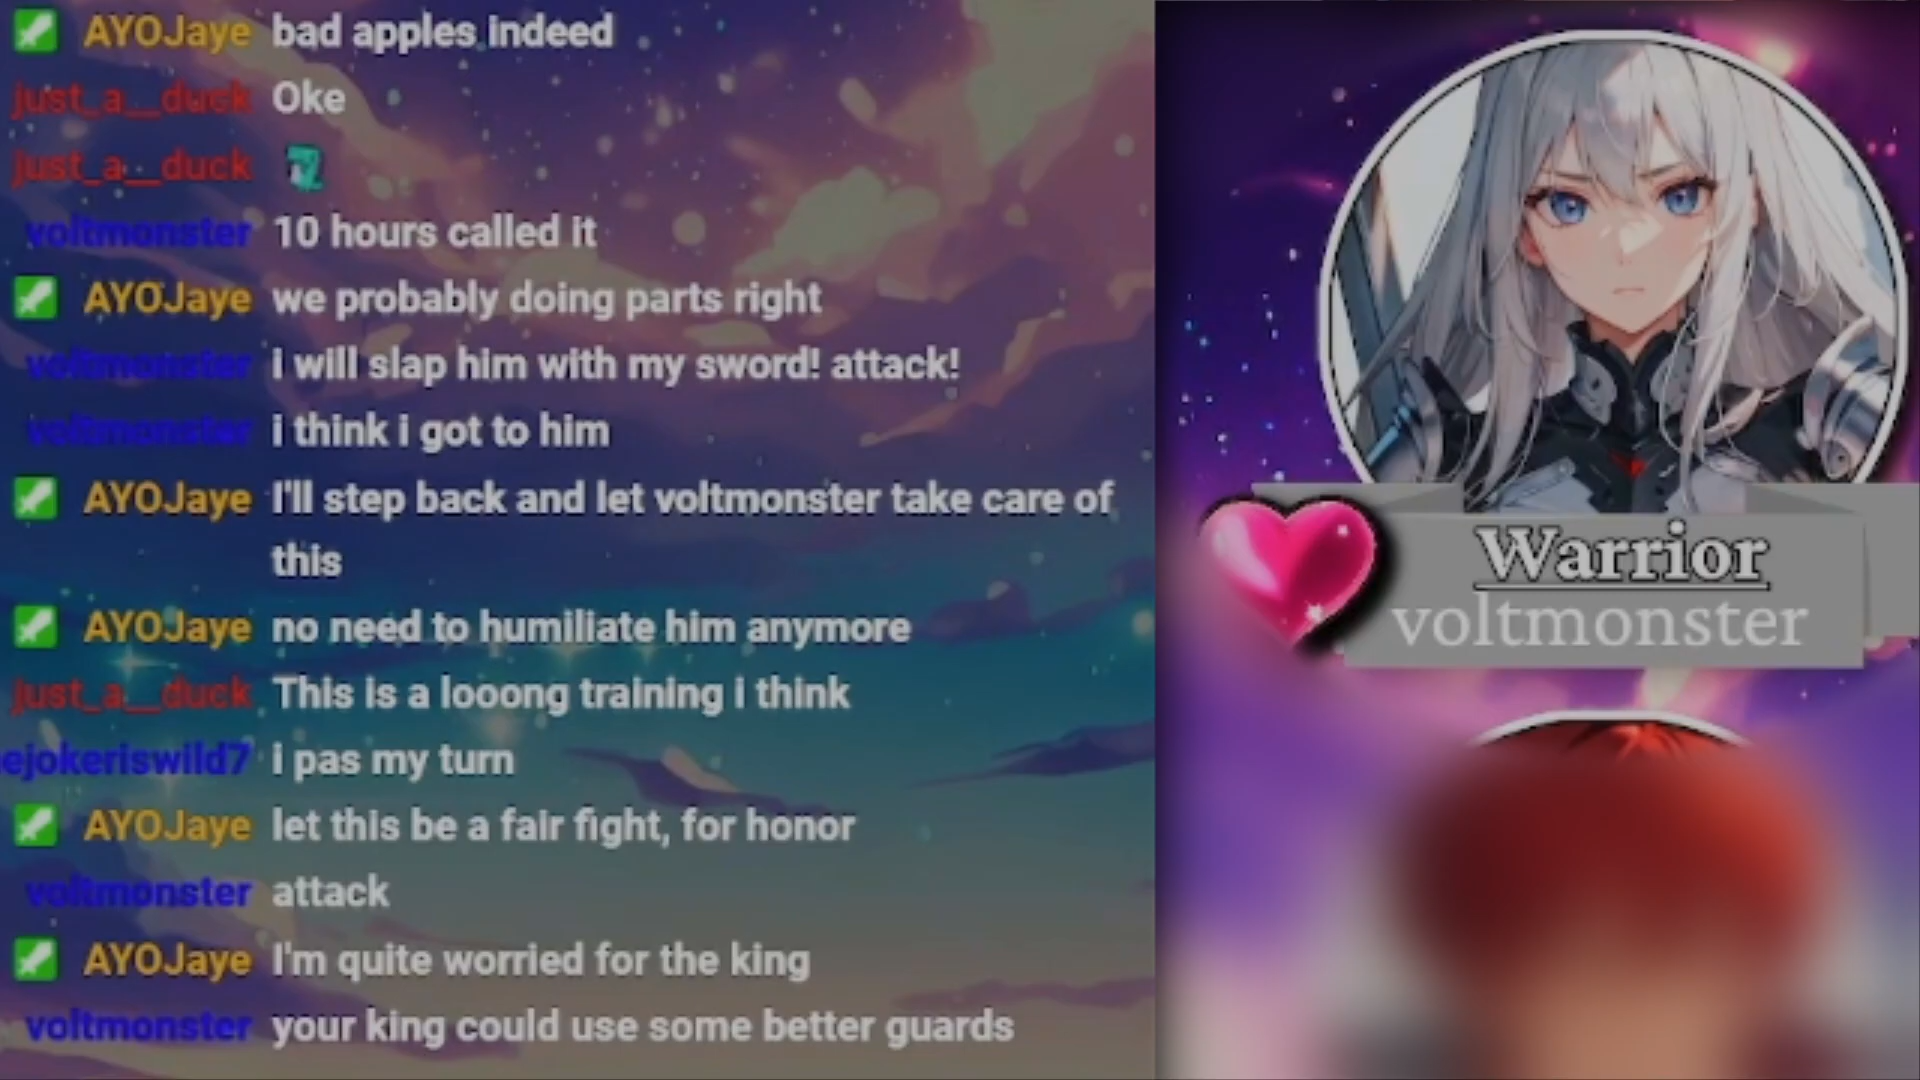 AYOJaye bad apples indeed
just_a__duck Oke
just_a__duck
voltmonster 10 hours called it
AYOJaye we probably doing parts right
voltmonster i will slap him with my sword! attack!
voltmonster i think i got to him
AYOJaye I'll step back and let voltmonster take care of
this
AYOJaye no need to humiliate him anymore
just_a__duck This is a looong training i think
ejokeriswild7 i pas my turn
AYOJaye let this be a fair fight, for honor
voltmonster attack
AYOJaye I'm quite worried for the king
voltmonster your king could use some better guards
Warrior
voltmonster